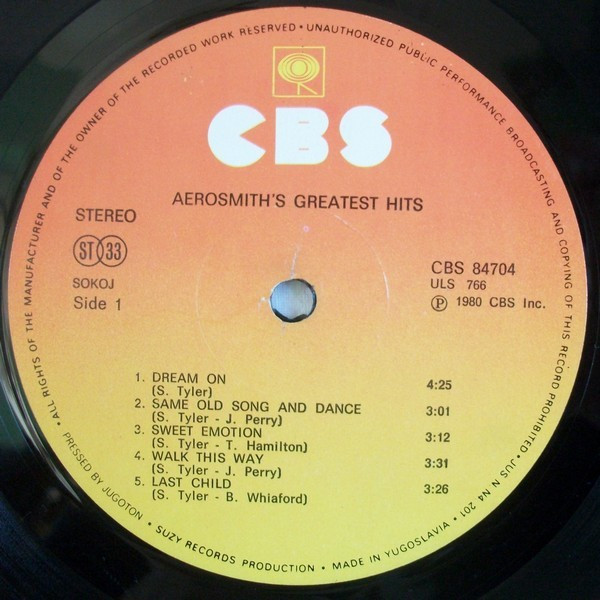 • ALL RIGHTS OF THE MANUFACTURER AND OF THE OWNER OF THE RECORDED WORK RESERVED • UNAUTHORIZED PUBLIC PERFORMANCE BROADCASTING AND COPYING OF THIS RECORD PROHIBITED • JUS N N4 201 •
CBS
AEROSMITH'S GREATEST HITS
STEREO
ST 33
SOKOJ
Side 1
CBS 84704
ULS 766
Ⓟ 1980 CBS Inc.
1. DREAM ON 4:25
(S. Tyler)
2. SAME OLD SONG AND DANCE 3:01
(S. Tyler - J. Perry)
3. SWEET EMOTION 3:12
(S. Tyler - T. Hamilton)
4. WALK THIS WAY 3:31
(S. Tyler - J. Perry)
5. LAST CHILD 3:26
(S. Tyler - B. Whiaford)
PRESSED BY JUGOTON • SUZY RECORDS PRODUCTION • MADE IN YUGOSLAVIA •